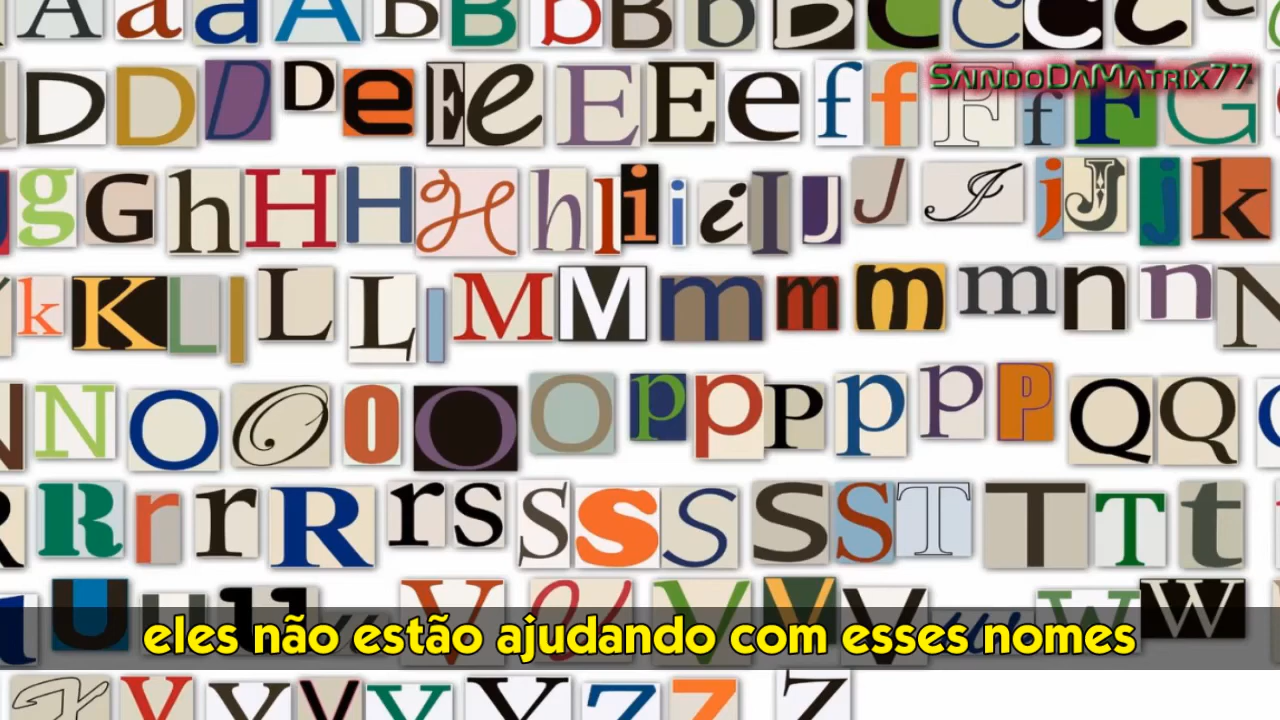 A a a A B B b B b B C C C c
D D D D e E e E E e f f F f F G
g G h H H H h l i i i I J J J j J j k
k K L l L L l M M m m m m n n N
N N O O O O O p p P p p P Q Q
R R r r R r s S s S S S T T T t
U u u V v V V V w W W
Y Y Y Y Y Y Z Z Z
SaindoDaMatrix77
eles não estão ajudando com esses nomes